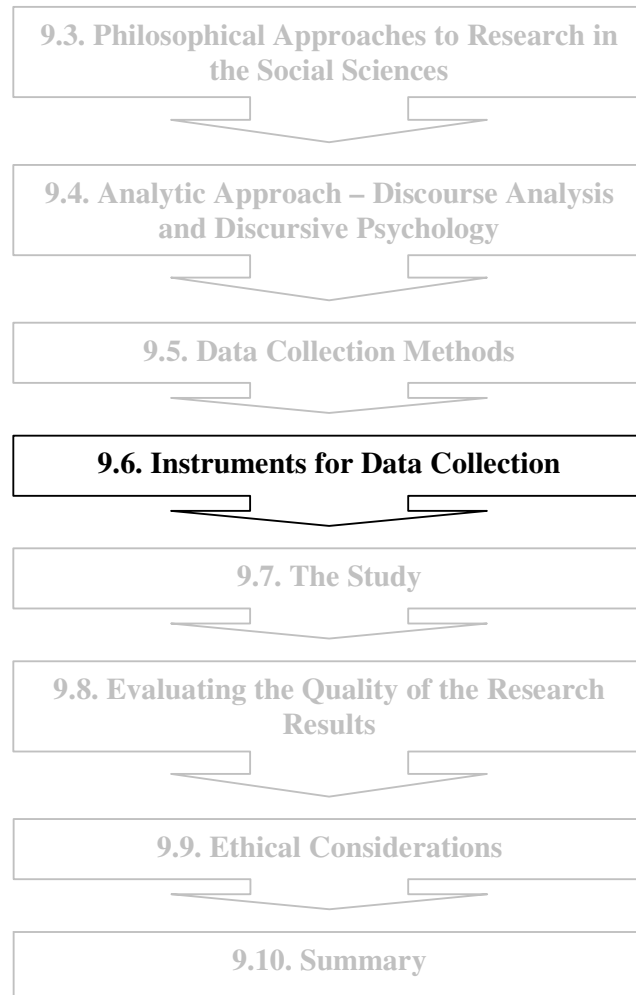 9.3. Philosophical Approaches to Research in
the Social Sciences
9.4. Analytic Approach – Discourse Analysis
and Discursive Psychology
9.5. Data Collection Methods
9.6. Instruments for Data Collection
9.7. The Study
9.8. Evaluating the Quality of the Research
Results
9.9. Ethical Considerations
9.10. Summary